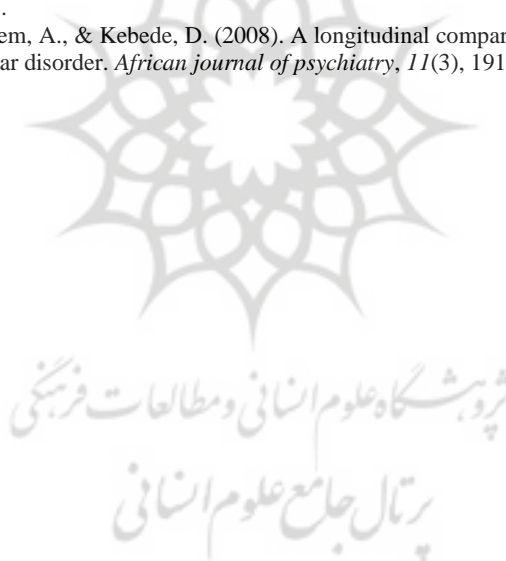 .
em, A., & Kebede, D. (2008). A longitudinal compar
ar disorder. African journal of psychiatry, 11(3), 191
پژوهشگاه علوم انسانی و مطالعات فرهنگی
پرتال جامع علوم انسانی